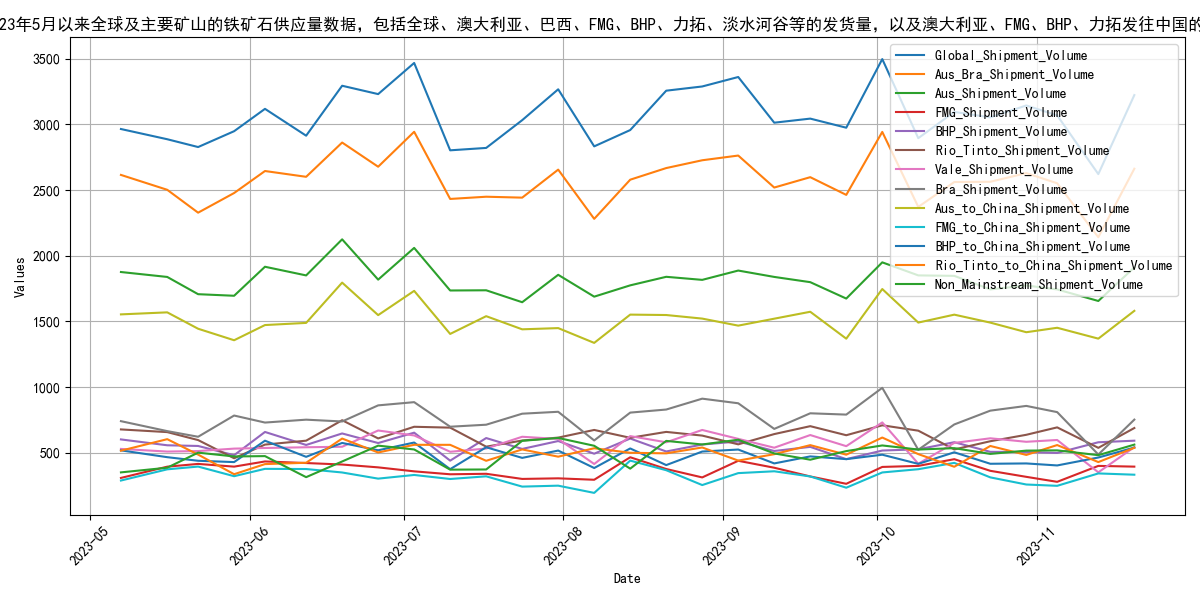 23年5月以来全球及主要矿山的铁矿石供应量数据，包括全球、澳大利亚、巴西、FMG、BHP、力拓、淡水河谷等的发货量，以及澳大利亚、FMG、BHP、力拓发往中国的
3500
3000
2500
2000
1500
1000
500
Values
Global_Shipment_Volume
Aus_Bra_Shipment_Volume
Aus_Shipment_Volume
FMG_Shipment_Volume
BHP_Shipment_Volume
Rio_Tinto_Shipment_Volume
Vale_Shipment_Volume
Bra_Shipment_Volume
Aus_to_China_Shipment_Volume
FMG_to_China_Shipment_Volume
BHP_to_China_Shipment_Volume
Rio_Tinto_to_China_Shipment_Volume
Non_Mainstream_Shipment_Volume
2023-05
2023-06
2023-07
2023-08
2023-09
2023-10
2023-11
Date